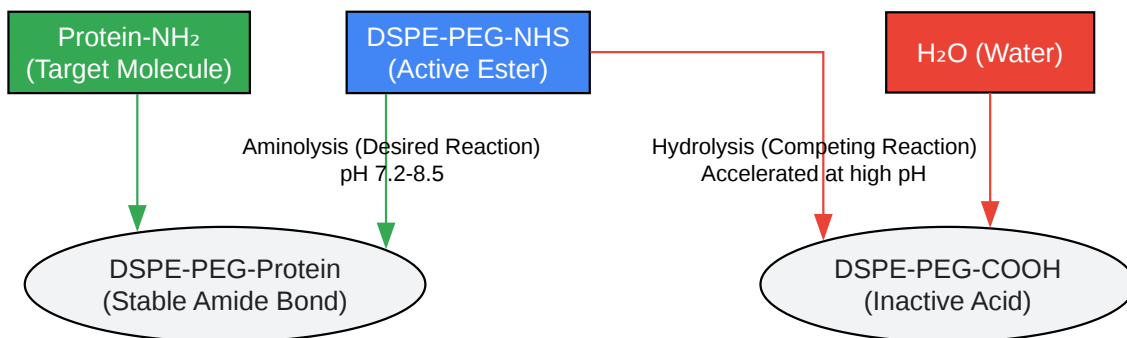 Protein-NH₂
(Target Molecule)
DSPE-PEG-NHS
(Active Ester)
H₂O (Water)
Aminolysis (Desired Reaction)
pH 7.2-8.5
Hydrolysis (Competing Reaction)
Accelerated at high pH
DSPE-PEG-Protein
(Stable Amide Bond)
DSPE-PEG-COOH
(Inactive Acid)